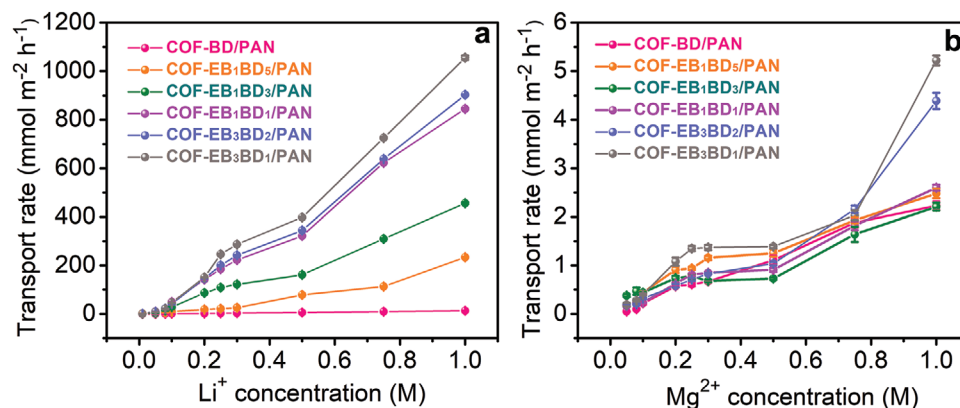 a
Transport rate (mmol m⁻² h⁻¹)
1200
1000
800
600
400
200
0
COF-BD/PAN
COF-EB₁BD₅/PAN
COF-EB₁BD₃/PAN
COF-EB₁BD₁/PAN
COF-EB₃BD₂/PAN
COF-EB₃BD₁/PAN
0.0 0.2 0.4 0.6 0.8 1.0
Li⁺ concentration (M)
b
Transport rate (mmol m⁻² h⁻¹)
6
5
4
3
2
1
0
COF-BD/PAN
COF-EB₁BD₅/PAN
COF-EB₁BD₃/PAN
COF-EB₁BD₁/PAN
COF-EB₃BD₂/PAN
COF-EB₃BD₁/PAN
0.0 0.2 0.4 0.6 0.8 1.0
Mg²⁺ concentration (M)